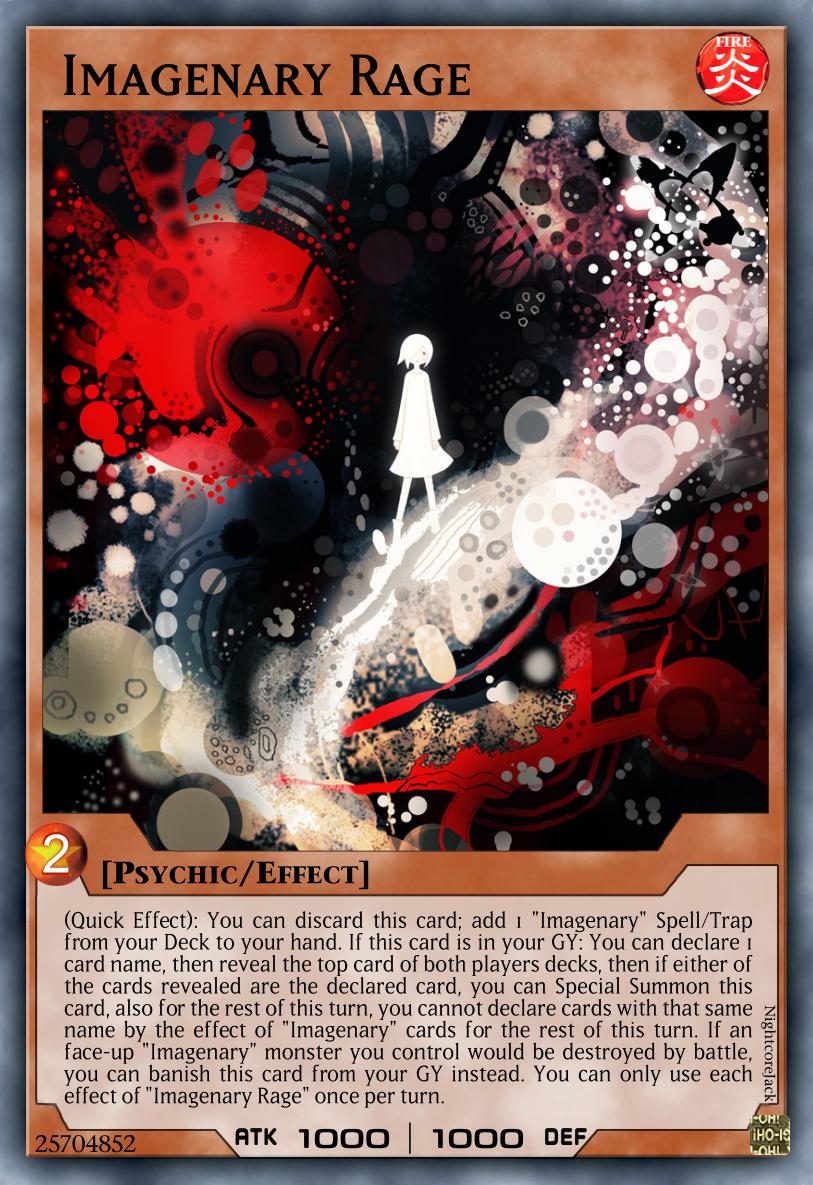 Imagenary Rage
FIRE
炎
2
[Psychic/Effect]
(Quick Effect): You can discard this card; add 1 "Imagenary" Spell/Trap
from your Deck to your hand. If this card is in your GY: You can declare 1
card name, then reveal the top card of both players decks, then if either of
the cards revealed are the declared card, you can Special Summon this
card, also for the rest of this turn, you cannot declare cards with that same
name by the effect of "Imagenary" cards for the rest of this turn. If an
face-up "Imagenary" monster you control would be destroyed by battle,
you can banish this card from your GY instead. You can only use each
effect of "Imagenary Rage" once per turn.
NightcoreJack
25704852
ATK 1000 | 1000 DEF